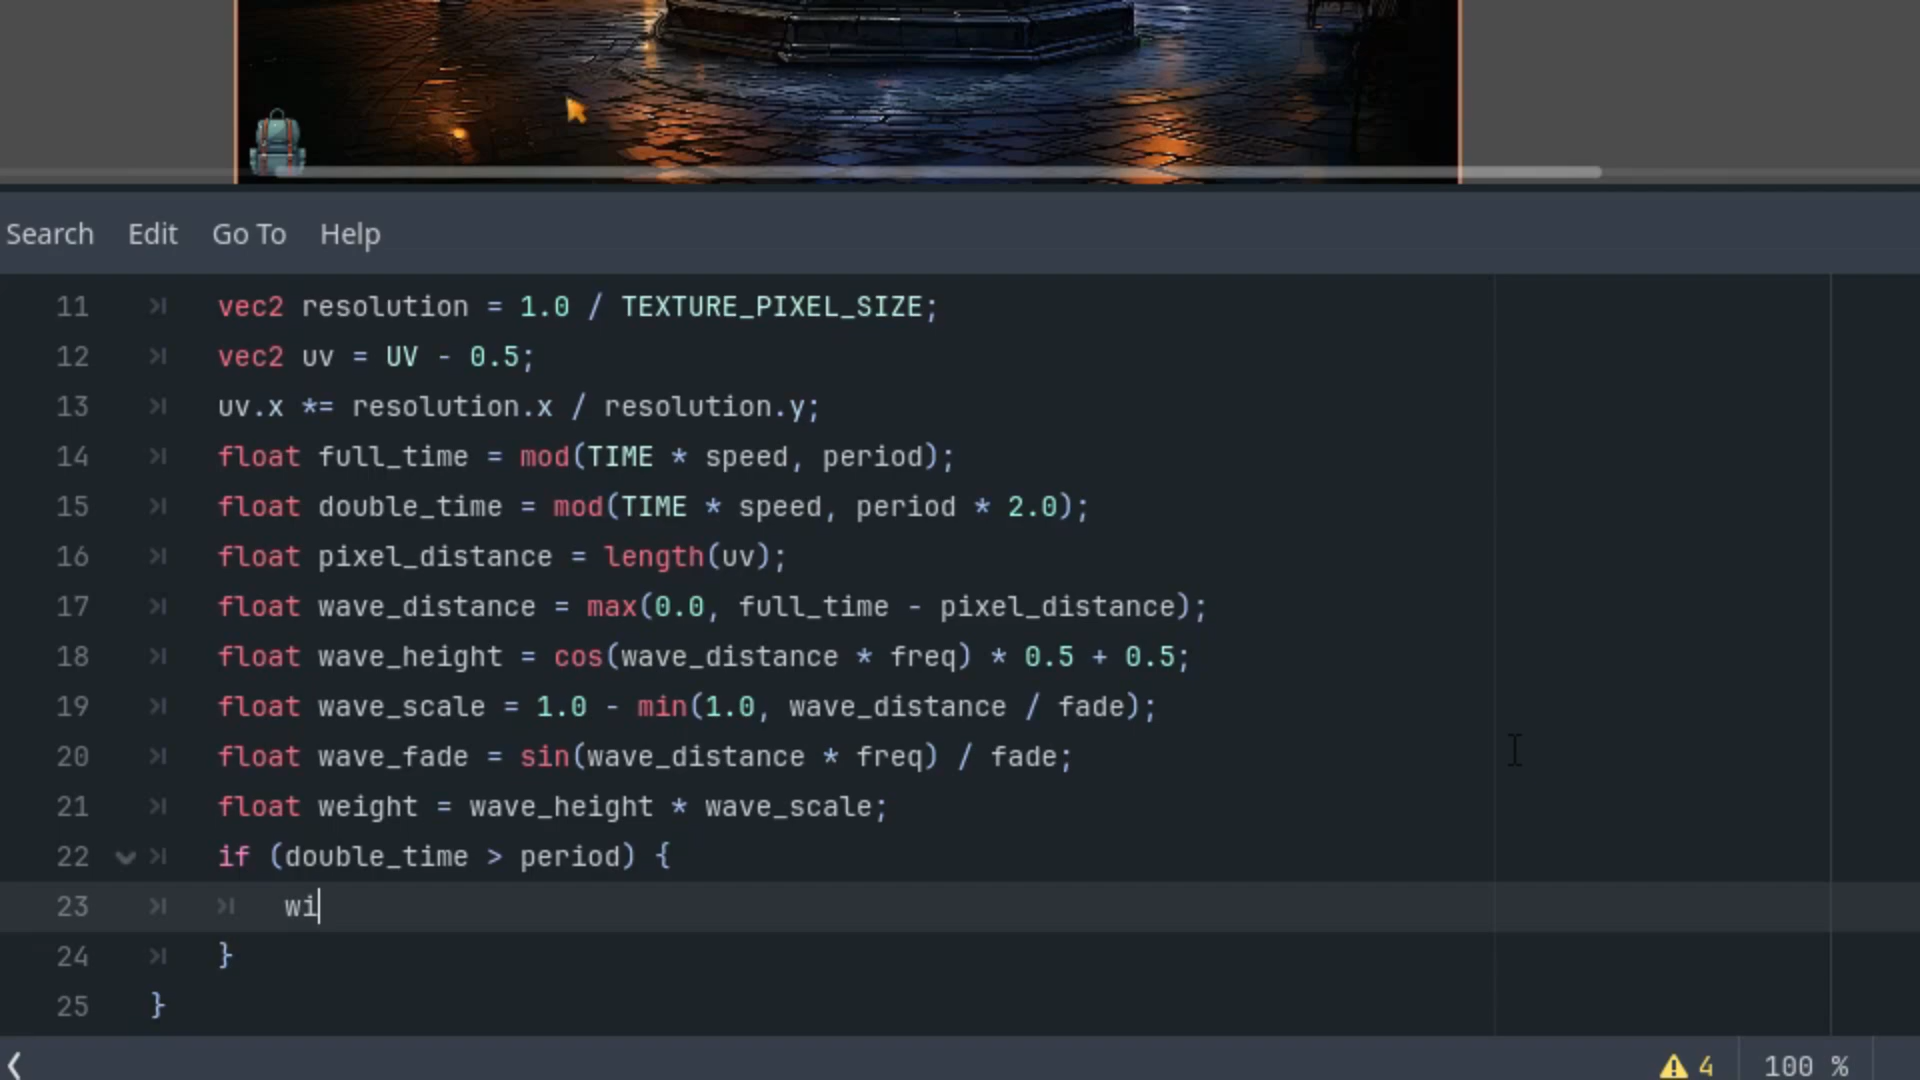 Search Edit Go To Help
11 vec2 resolution = 1.0 / TEXTURE_PIXEL_SIZE;
12 vec2 uv = UV - 0.5;
13 uv.x *= resolution.x / resolution.y;
14 float full_time = mod(TIME * speed, period);
15 float double_time = mod(TIME * speed, period * 2.0);
16 float pixel_distance = length(uv);
17 float wave_distance = max(0.0, full_time - pixel_distance);
18 float wave_height = cos(wave_distance * freq) * 0.5 + 0.5;
19 float wave_scale = 1.0 - min(1.0, wave_distance / fade);
20 float wave_fade = sin(wave_distance * freq) / fade;
21 float weight = wave_height * wave_scale;
22 if (double_time > period) {
23 wi
24 }
25 }
4 100 %